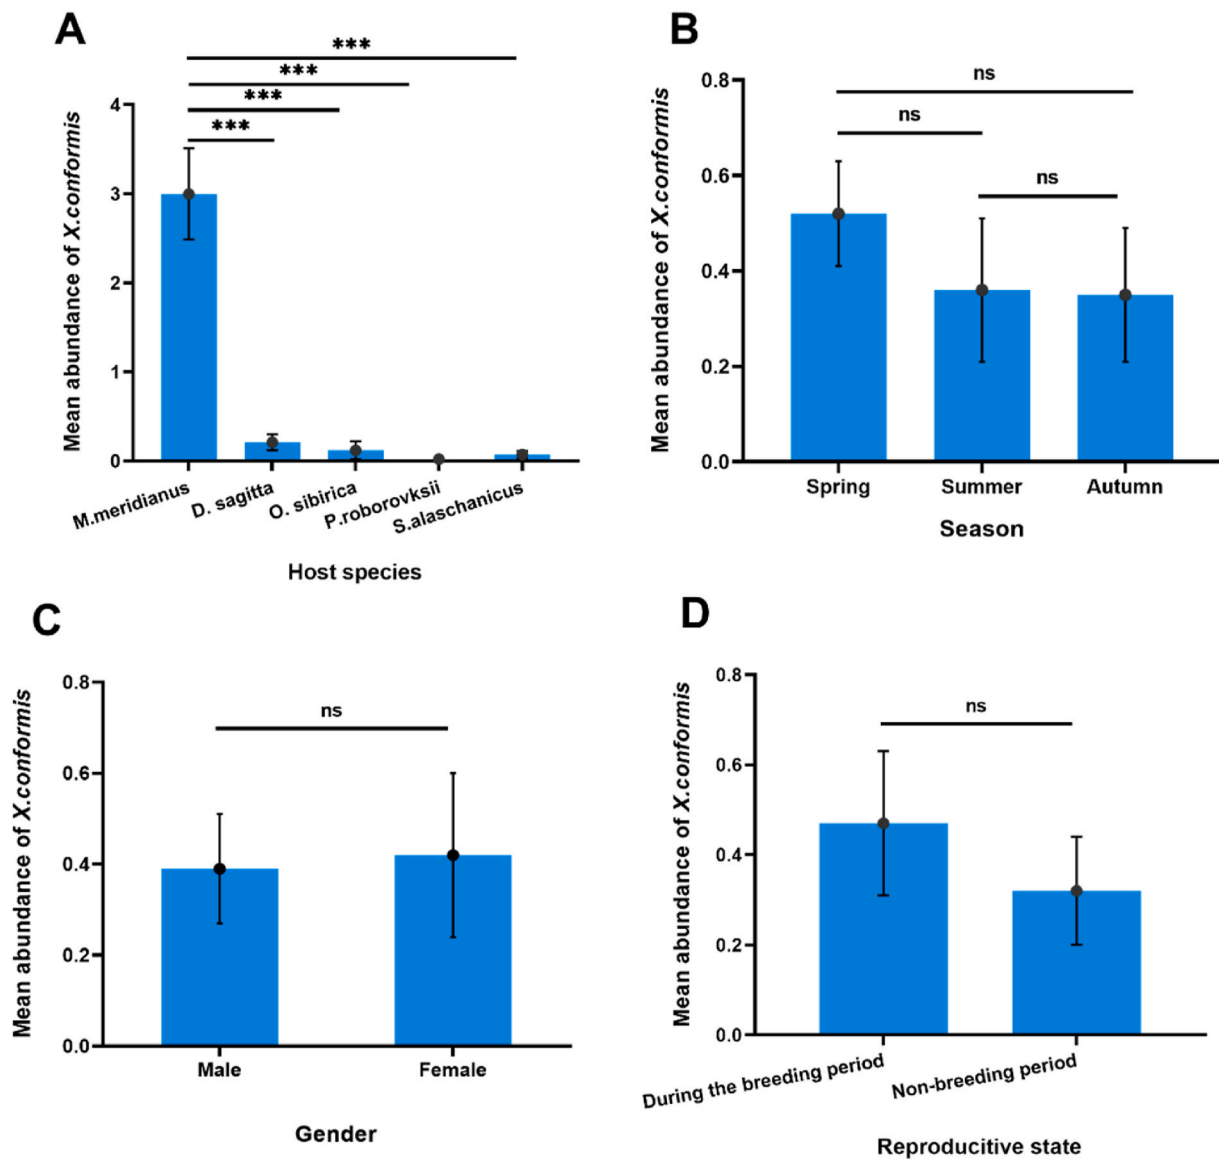 A
Mean abundance of X.conformis
***
***
***
***
4
3
2
1
0
M.meridianus
D. sagitta
O. sibirica
P.roborovksii
S.alaschanicus
Host species
B
Mean abundance of X.conformis
ns
ns
ns
0.8
0.6
0.4
0.2
0.0
Spring
Summer
Autumn
Season
C
Mean abundance of X.conformis
ns
0.8
0.6
0.4
0.2
0.0
Male
Female
Gender
D
Mean abundance of X.conformis
ns
0.8
0.6
0.4
0.2
0.0
During the breeding period
Non-breeding period
Reproducitive state